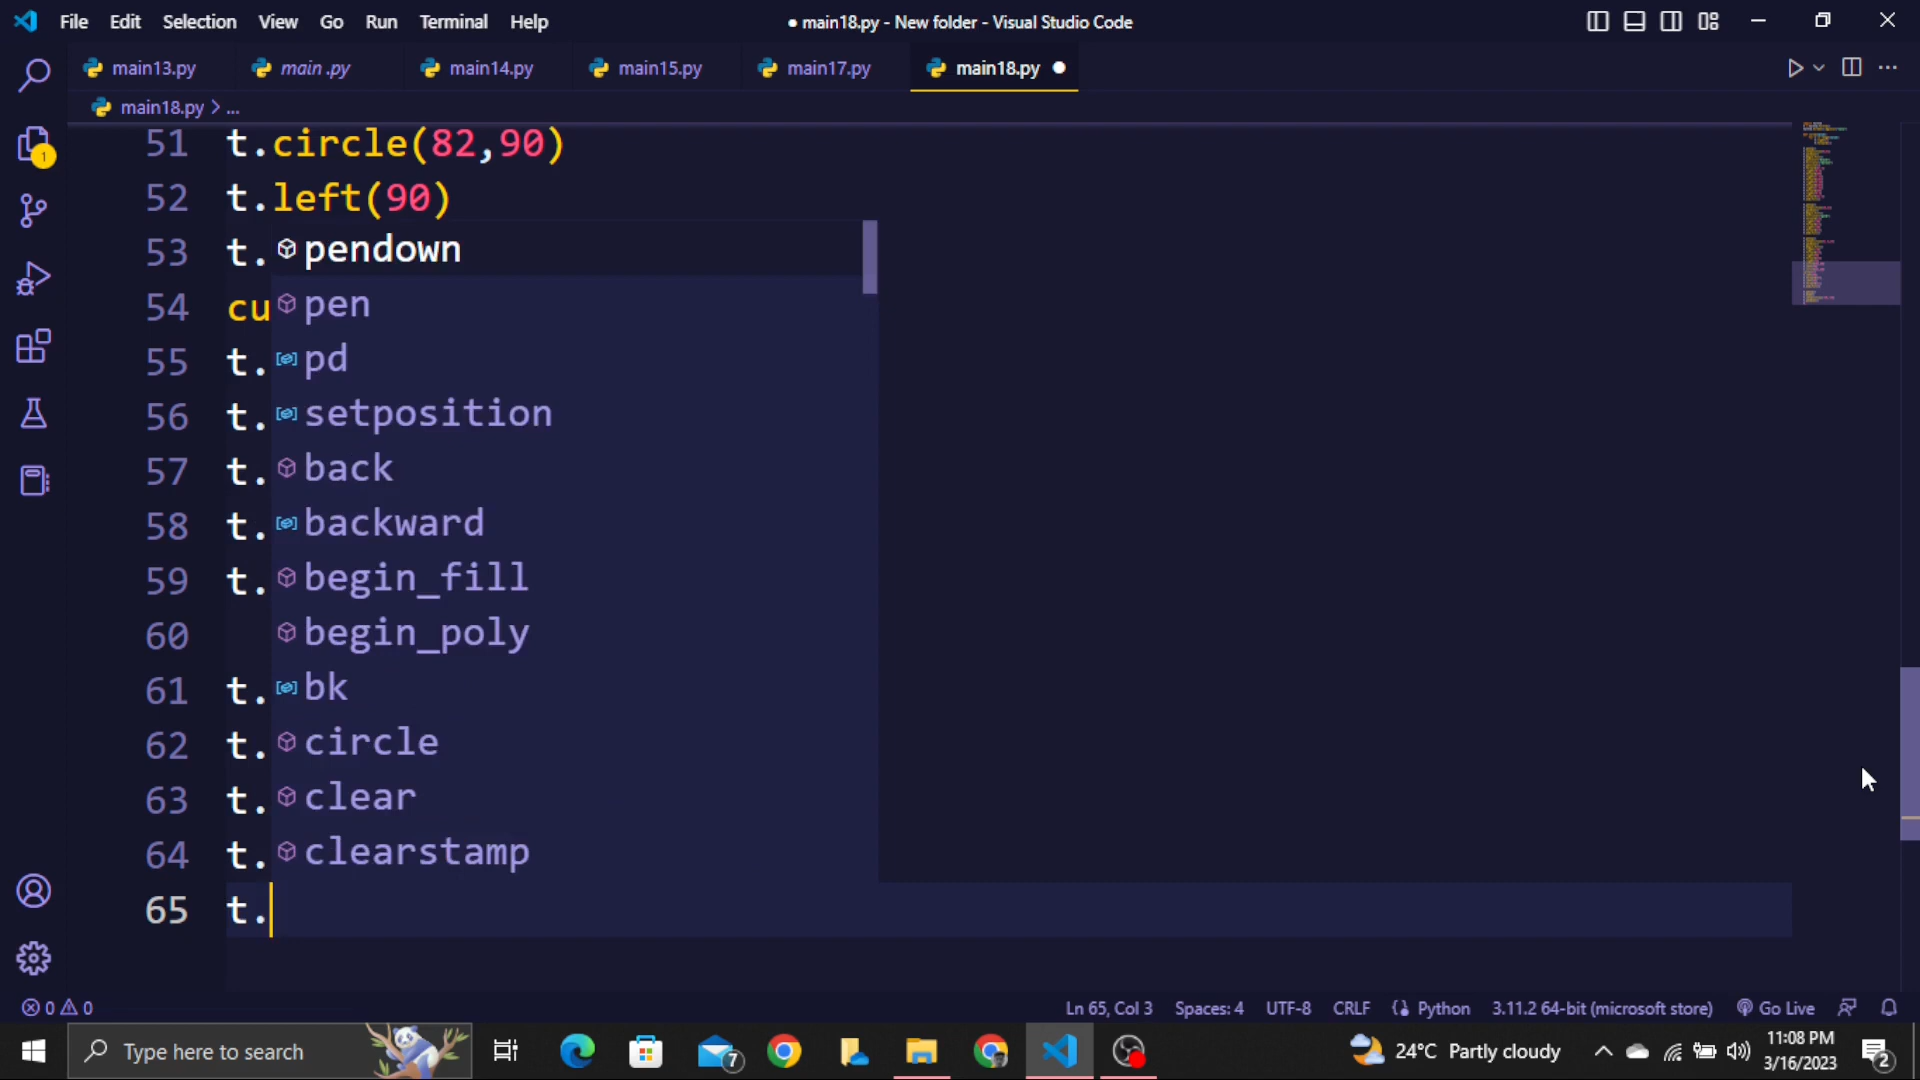 File Edit Selection View Go Run Terminal Help
● main18.py - New folder - Visual Studio Code
main13.py main .py main14.py main15.py main17.py main18.py
main18.py > ...
51 t.circle(82,90)
52 t.left(90)
53 t.
pendown
54 cu
pen
55 t.
pd
56 t.
setposition
57 t.
back
58 t.
backward
59 t.
begin_fill
60
begin_poly
61 t.
bk
62 t.
circle
63 t.
clear
64 t.
clearstamp
65 t.
1
0 0
Ln 65, Col 3 Spaces: 4 UTF-8 CRLF Python 3.11.2 64-bit (microsoft store) Go Live
Type here to search
7
24°C Partly cloudy
11:08 PM
3/16/2023
2